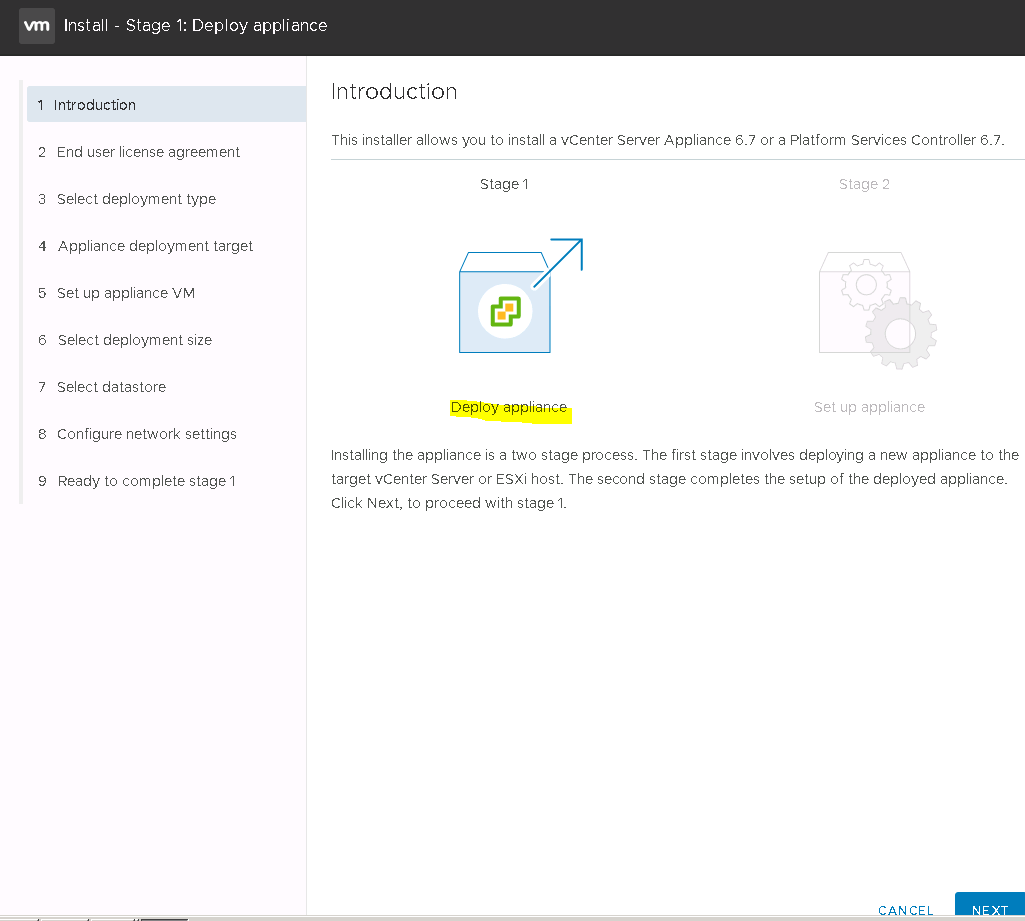 vm Install - Stage 1: Deploy appliance
1 Introduction
2 End user license agreement
3 Select deployment type
4 Appliance deployment target
5 Set up appliance VM
6 Select deployment size
7 Select datastore
8 Configure network settings
9 Ready to complete stage 1
Introduction
This installer allows you to install a vCenter Server Appliance 6.7 or a Platform Services Controller 6.7.
Stage 1
Stage 2
Deploy appliance
Set up appliance
Installing the appliance is a two stage process. The first stage involves deploying a new appliance to the
target vCenter Server or ESXi host. The second stage completes the setup of the deployed appliance.
Click Next, to proceed with stage 1.
CANCEL
NEXT